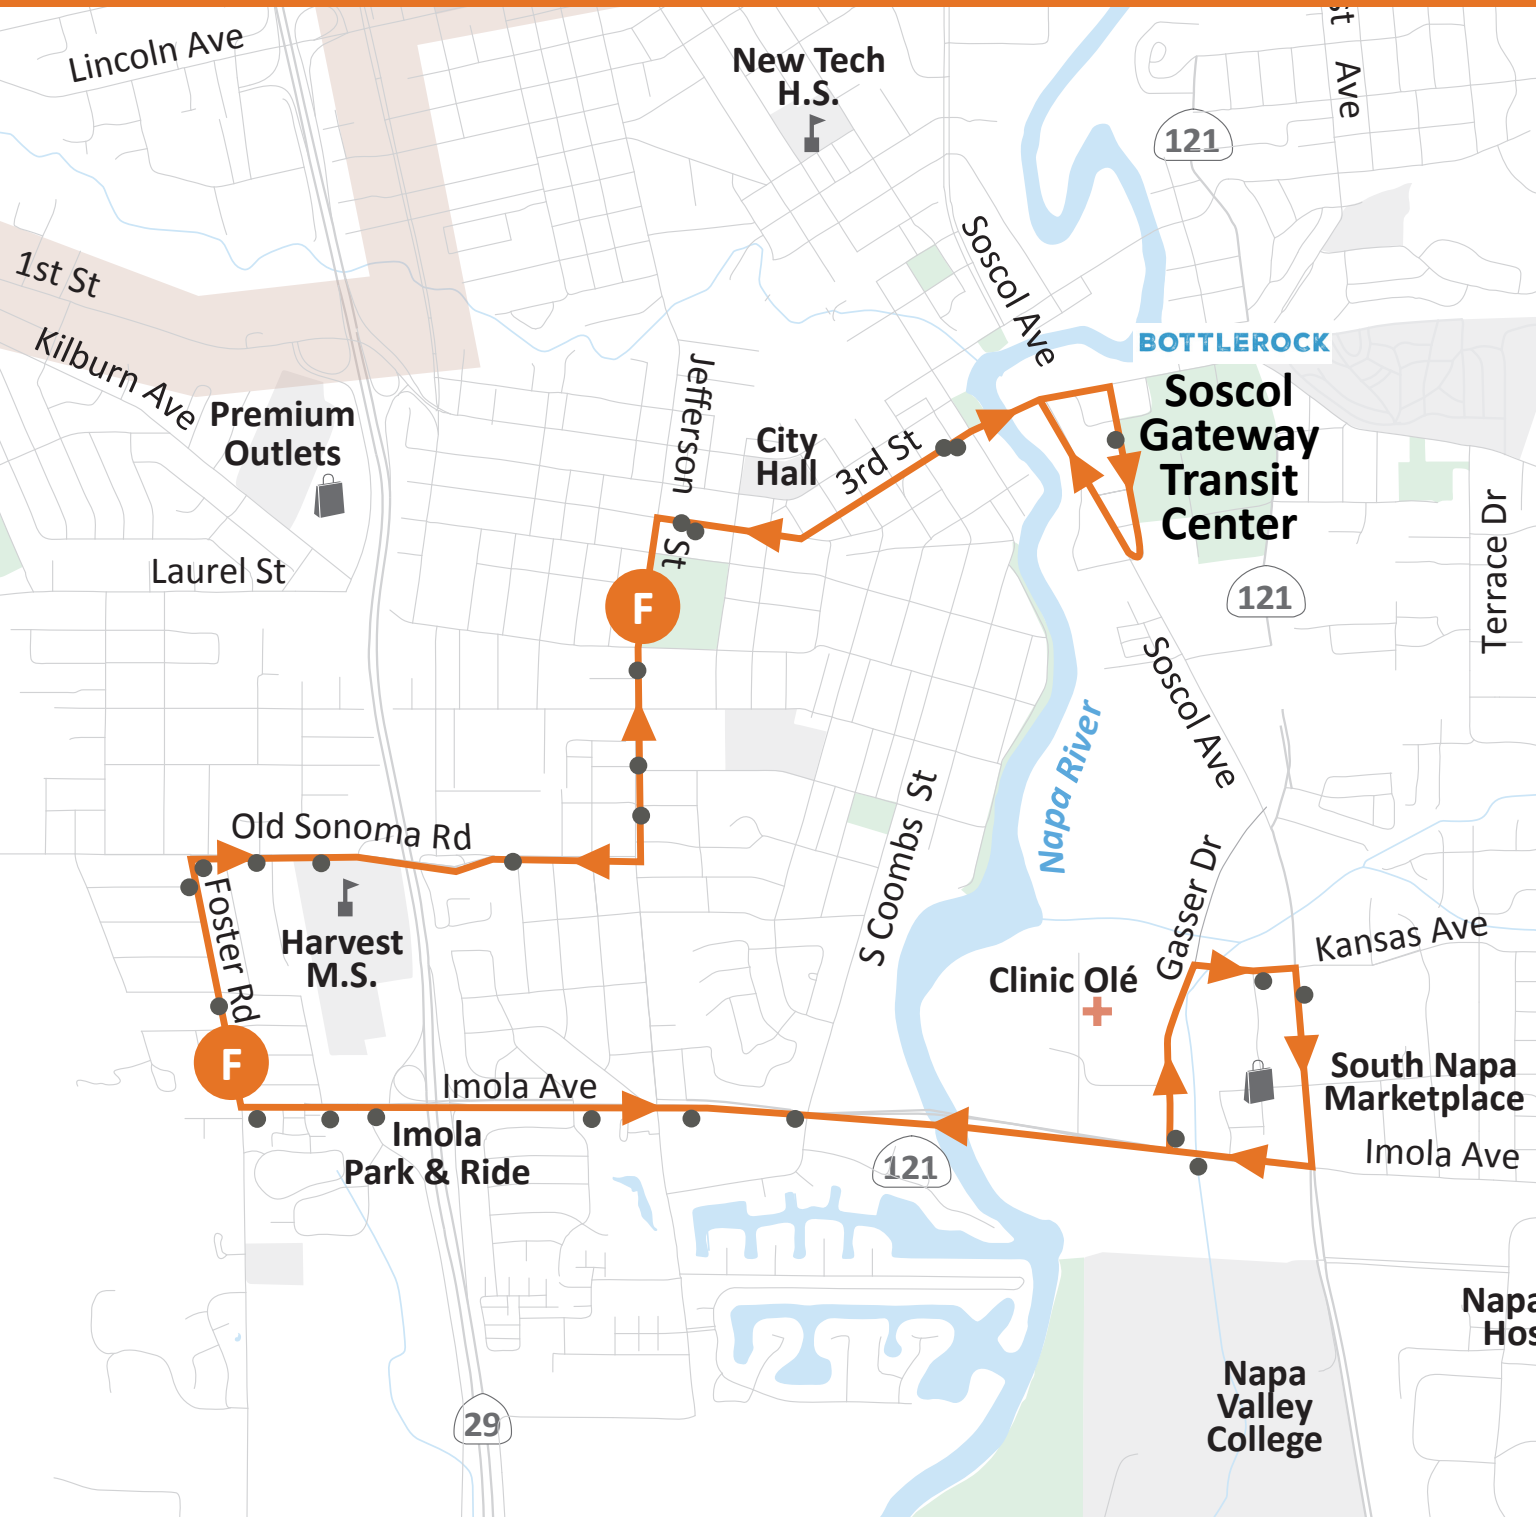 Lincoln Ave
New Tech
H.S.
st Ave
121
1st St
Soscol Ave
Kilburn Ave
BOTTLEROCK
Jefferson St
Premium
Outlets
City
Hall
3rd St
Soscol
Gateway
Transit
Center
Laurel St
121
Terrace Dr
F
Soscol Ave
Napa River
Old Sonoma Rd
S Coombs St
Gasser Dr
Foster Rd
Harvest
M.S.
Kansas Ave
Clinic Olé
F
Imola Ave
South Napa
Marketplace
Imola
Park & Ride
121
Imola Ave
Napa
Hos
Napa
Valley
College
29